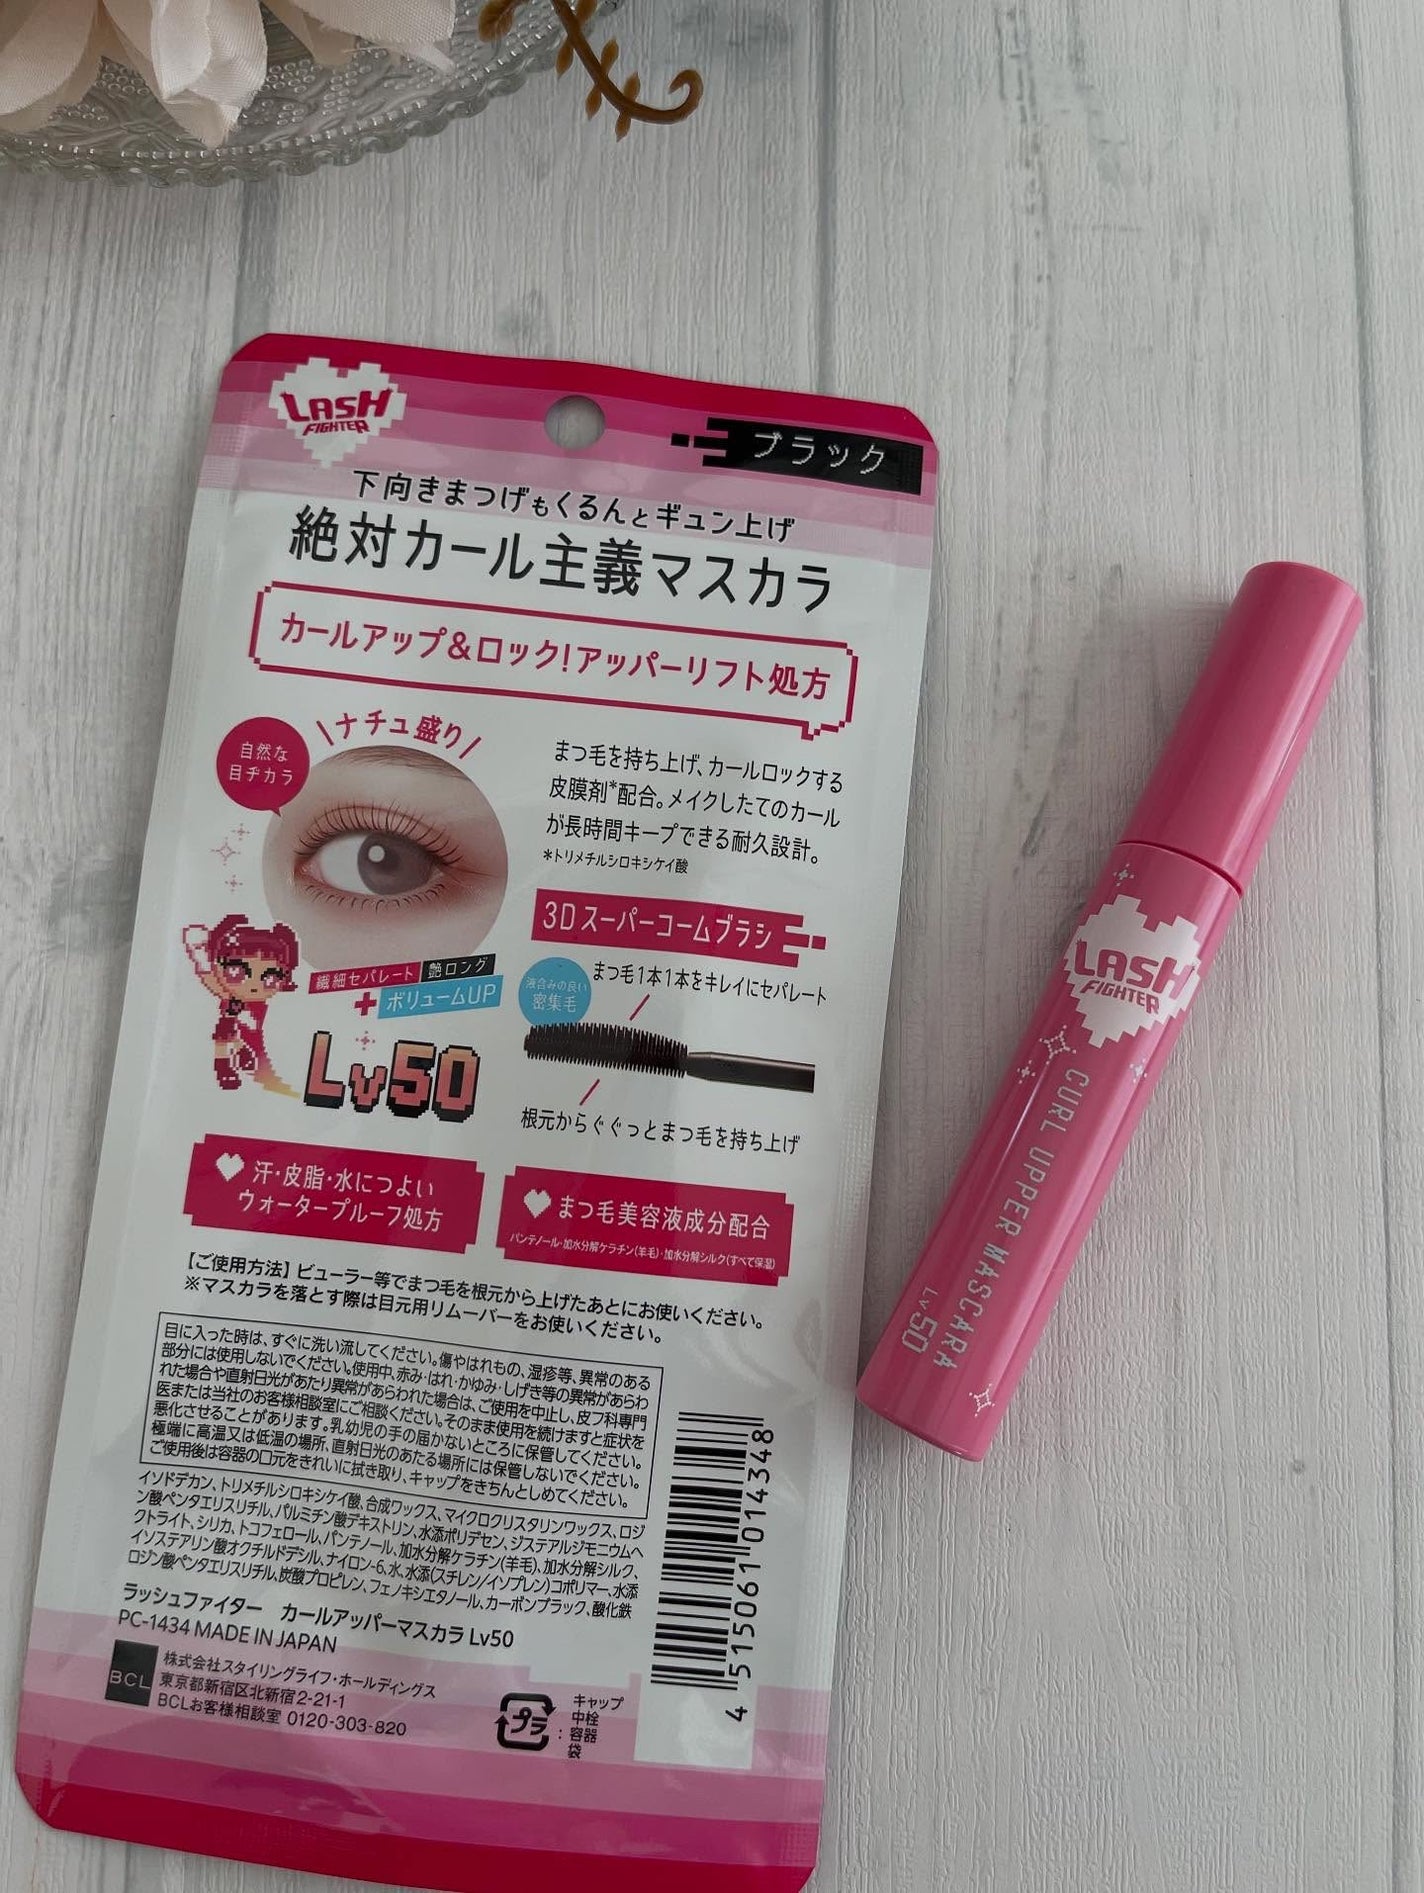 LASH
FIGHTER
ブラック
下向きまつげもくるんとギュン上げ
絶対カール主義マスカラ
カールアップ&ロック!アッパーリフト処方
\ナチュ盛り/
自然な
目ヂカラ
まつ毛を持ち上げ、カールロックする
皮膜剤*配合。メイクしたてのカール
が長時間キープできる耐久設計。
*トリメチルシロキシケイ酸
繊細セパレート 艶ロング
+ボリュームUP
Lv50
3Dスーパーコームブラシ
液含みの良い
密集毛
まつ毛1本1本をキレイにセパレート
根元からぐぐっとまつ毛を持ち上げ
汗・皮脂・水につよい
ウォータープルーフ処方
まつ毛美容液成分配合
パンテノール・加水分解ケラチン(羊毛)・加水分解シルク(すべて保湿)
【ご使用方法】ビューラー等でまつ毛を根元から上げたあとにお使いください。
※マスカラを落とす際は目元用リムーバーをお使いください。
目に入った時は、すぐに洗い流してください。傷やはれもの、湿疹等、異常のある
部分には使用しないでください。使用中、赤み・はれ・かゆみ・しげき等の異常があらわ
れた場合や直射日光があたり異常があらわれた場合は、ご使用を中止し、皮フ科専門
医または当社のお客様相談室にご相談ください。そのまま使用を続けますと症状を
悪化させることがあります。乳幼児の手の届かないところに保管してください。
極端に高温又は低温の場所、直射日光のあたる場所には保管しないでください。
ご使用後は容器の口元をきれいに拭き取り、キャップをきちんとしめてください。
イソドデカン、トリメチルシロキシケイ酸、合成ワックス、マイクロクリスタリンワックス、ロジ
ン酸ペンタエリスリチル、パルミチン酸デキストリン、水添ポリデセン、ジステアルジモニウムヘ
クトライト、シリカ、トコフェロール、パンテノール、加水分解ケラチン(羊毛)、加水分解シルク、
イソステアリン酸オクチルドデシル、ナイロン-6、水、水添(スチレン/イソプレン)コポリマー、水添
ロジン酸ペンタエリスリチル、炭酸プロピレン、フェノキシエタノール、カーボンブラック、酸化鉄
ラッシュファイター カールアッパーマスカラ Lv50
PC-1434 MADE IN JAPAN
BCL
株式会社スタイリングライフ・ホールディングス
東京都新宿区北新宿2-21-1
BCLお客様相談室 0120-303-820
プラ
キャップ
中栓
:容器
袋
4 515061 014348
LASH
FIGHTER
CURL UPPER MASCARA
Lv50